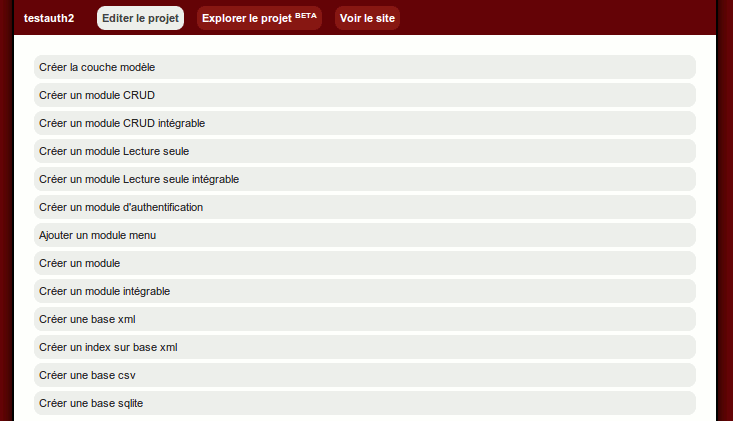 testauth2 Editer le projet Explorer le projet BETA Voir le site
Créer la couche modèle
Créer un module CRUD
Créer un module CRUD intégrable
Créer un module Lecture seule
Créer un module Lecture seule intégrable
Créer un module d'authentification
Ajouter un module menu
Créer un module
Créer un module intégrable
Créer une base xml
Créer un index sur base xml
Créer une base csv
Créer une base sqlite